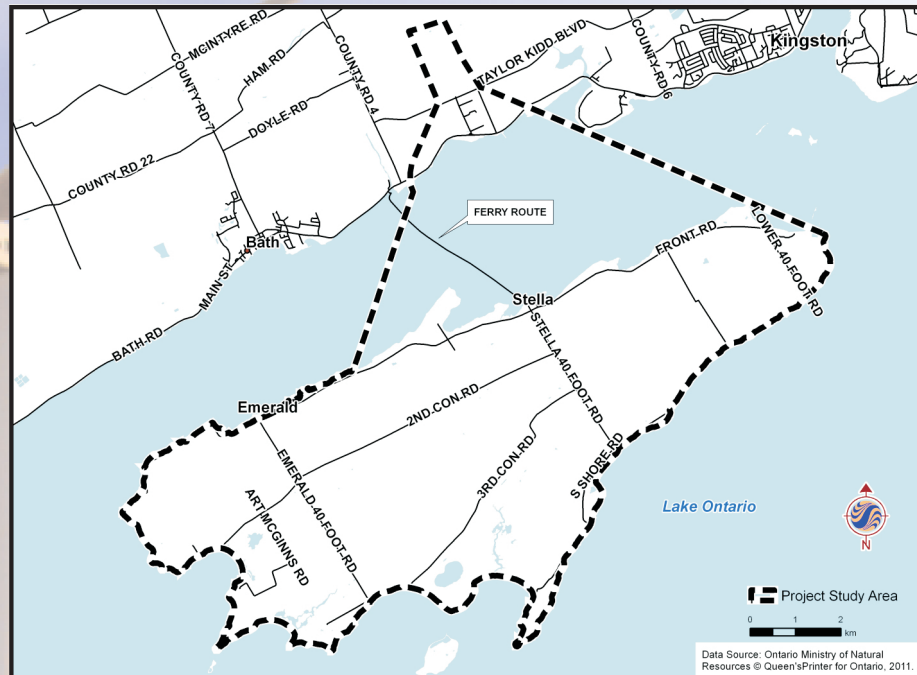 MCINTYRE RD
COUNTY RD 7
HAM RD
DOYLE RD
COUNTY RD 4
TAYLOR KIDD BLVD
COUNTY RD 6
Kingston
COUNTY RD 22
FERRY ROUTE
Bath
MAIN ST
BATH RD
FRONT RD
LOWER 40 FOOT RD
Stella
STELLA 40 FOOT RD
Emerald
2ND CON RD
EMERALD 40 FOOT RD
3RD CON RD
S SHORE RD
ART MCGINNS RD
Lake Ontario
N
Project Study Area
0 1 2
km
Data Source: Ontario Ministry of Natural
Resources © Queen'sPrinter for Ontario, 2011.